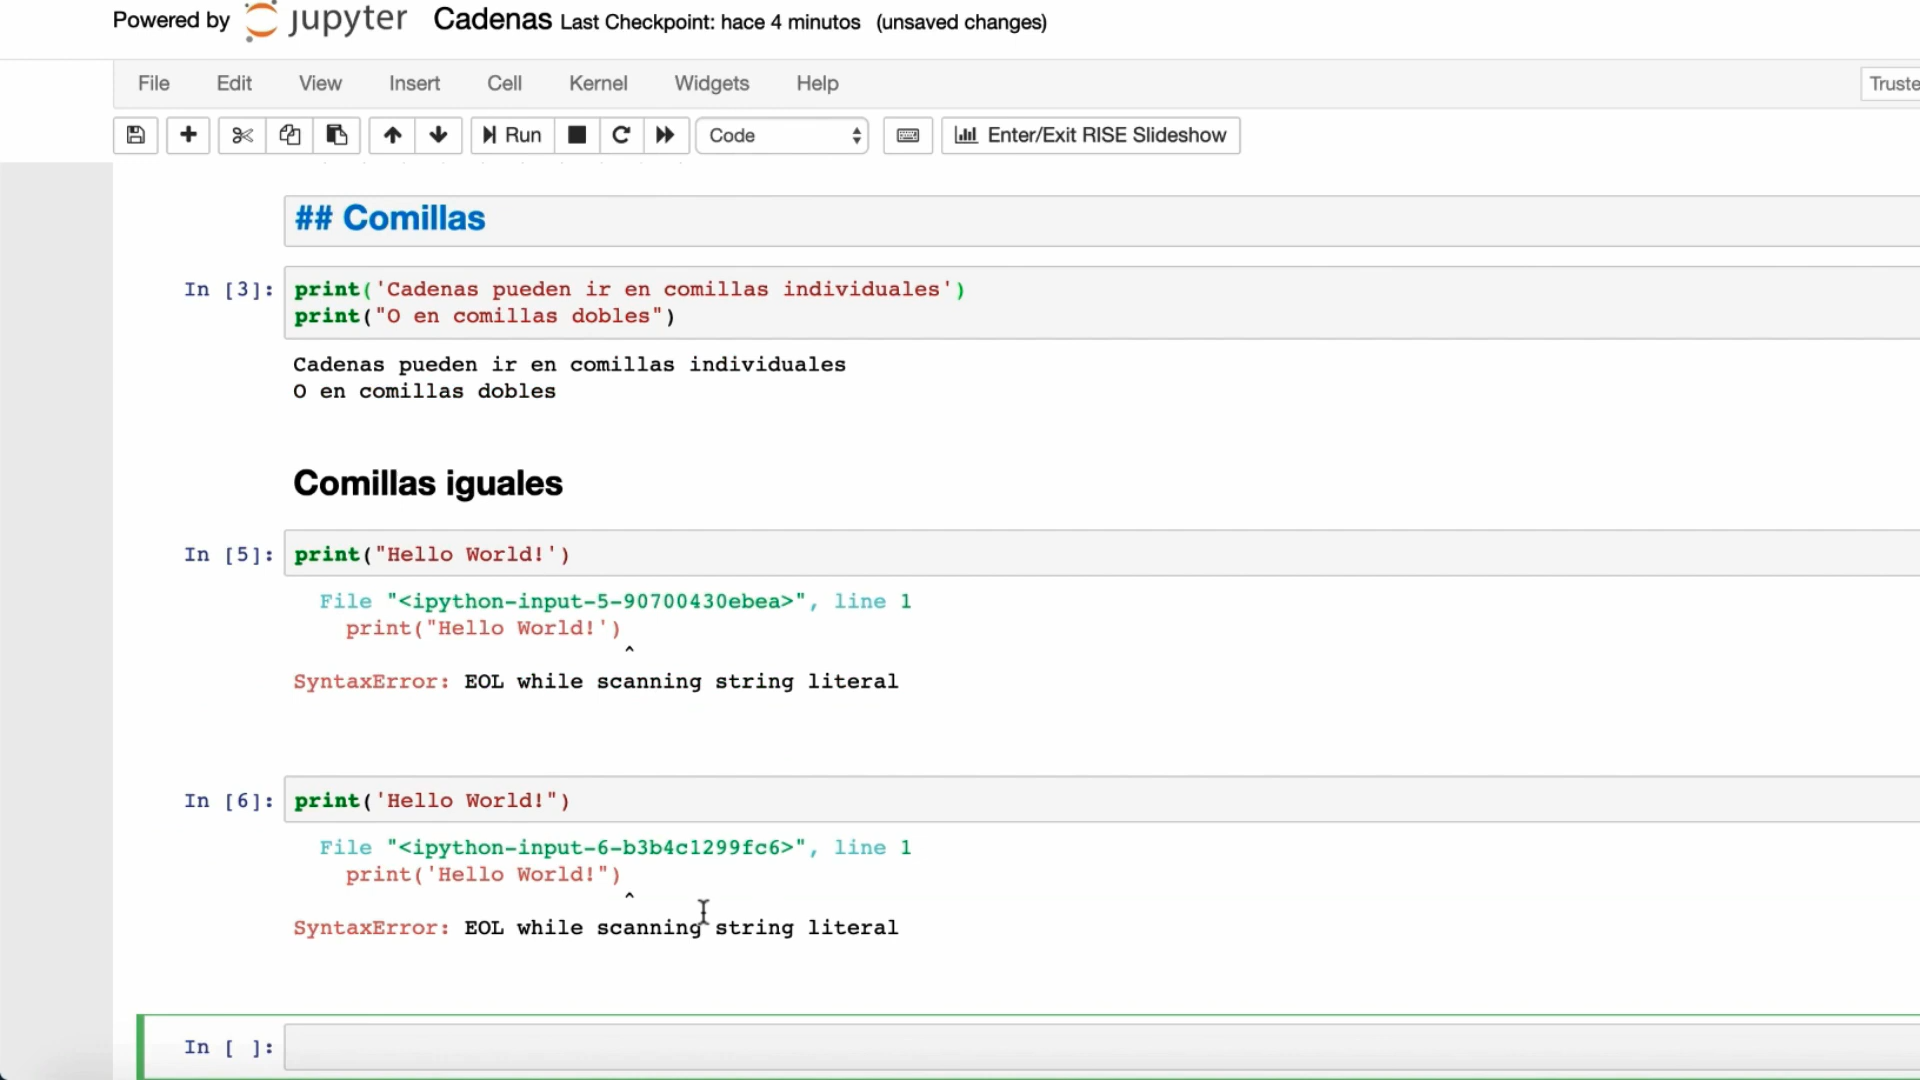 Powered by jupyter Cadenas Last Checkpoint: hace 4 minutos (unsaved changes)
File Edit View Insert Cell Kernel Widgets Help Truste
Run Code Enter/Exit RISE Slideshow
## Comillas
In [3]: print('Cadenas pueden ir en comillas individuales')
print("O en comillas dobles")
Cadenas pueden ir en comillas individuales
O en comillas dobles
Comillas iguales
In [5]: print("Hello World!')
File "<ipython-input-5-90700430ebea>", line 1
print("Hello World!')
^
SyntaxError: EOL while scanning string literal
In [6]: print('Hello World!")
File "<ipython-input-6-b3b4c1299fc6>", line 1
print('Hello World!")
^
SyntaxError: EOL while scanning string literal
In [ ]: